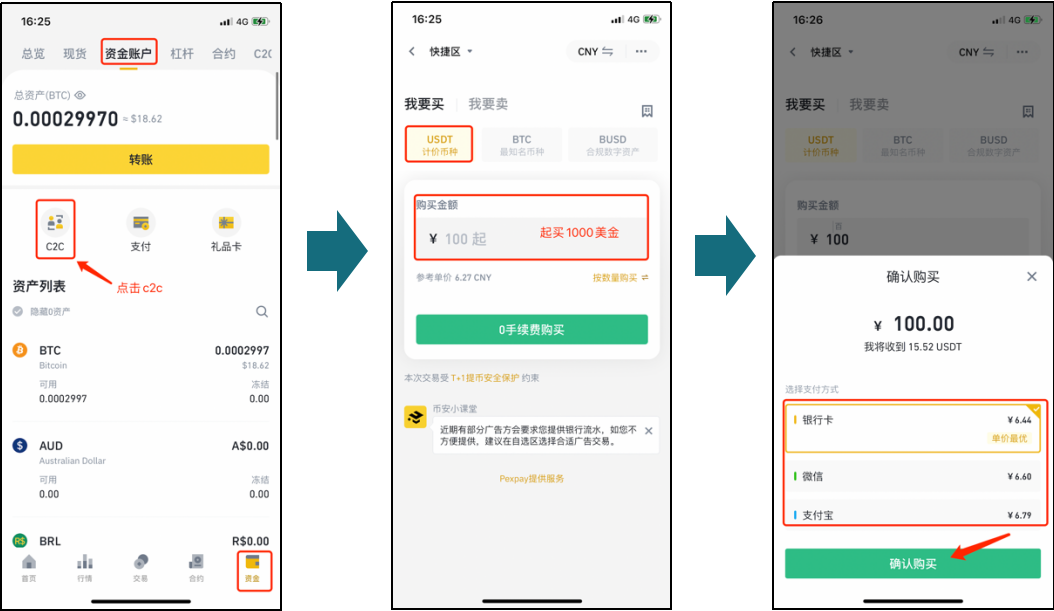 16:25
4G
总览 现货 资金账户 杠杆 合约 C2C
总资产(BTC)
0.00029970 ≈ $18.62
转账
C2C 支付 礼品卡
点击c2c
资产列表
隐藏0资产
BTC 0.0002997
Bitcoin $18.62
可用 冻结
0.0002997 0.00
AUD A$0.00
Australian Dollar
可用 冻结
0.00 0.00
BRL R$0.00
首页 行情 交易 合约 资金
16:25
4G
快捷区 CNY
我要买 我要卖
USDT BTC BUSD
计价币种 最知名币种 合规数字资产
购买金额
¥ 100 起 起买1000美金
参考单价 6.27 CNY 按数量购买
0手续费购买
本次交易受 T+1提币安全保护 约束
币安小课堂
近期有部分广告方会要求您提供银行流水，如您不
方便提供，建议在自选区选择合适广告交易。
Pexpay提供服务
16:26
4G
快捷区 CNY
我要买 我要卖
USDT BTC BUSD
计价币种 最知名币种 合规数字资产
购买金额
百
¥ 100
确认购买
¥ 100.00
我将收到 15.52 USDT
选择支付方式
银行卡 ¥ 6.44
单价最优
微信 ¥ 6.60
支付宝 ¥ 6.79
确认购买